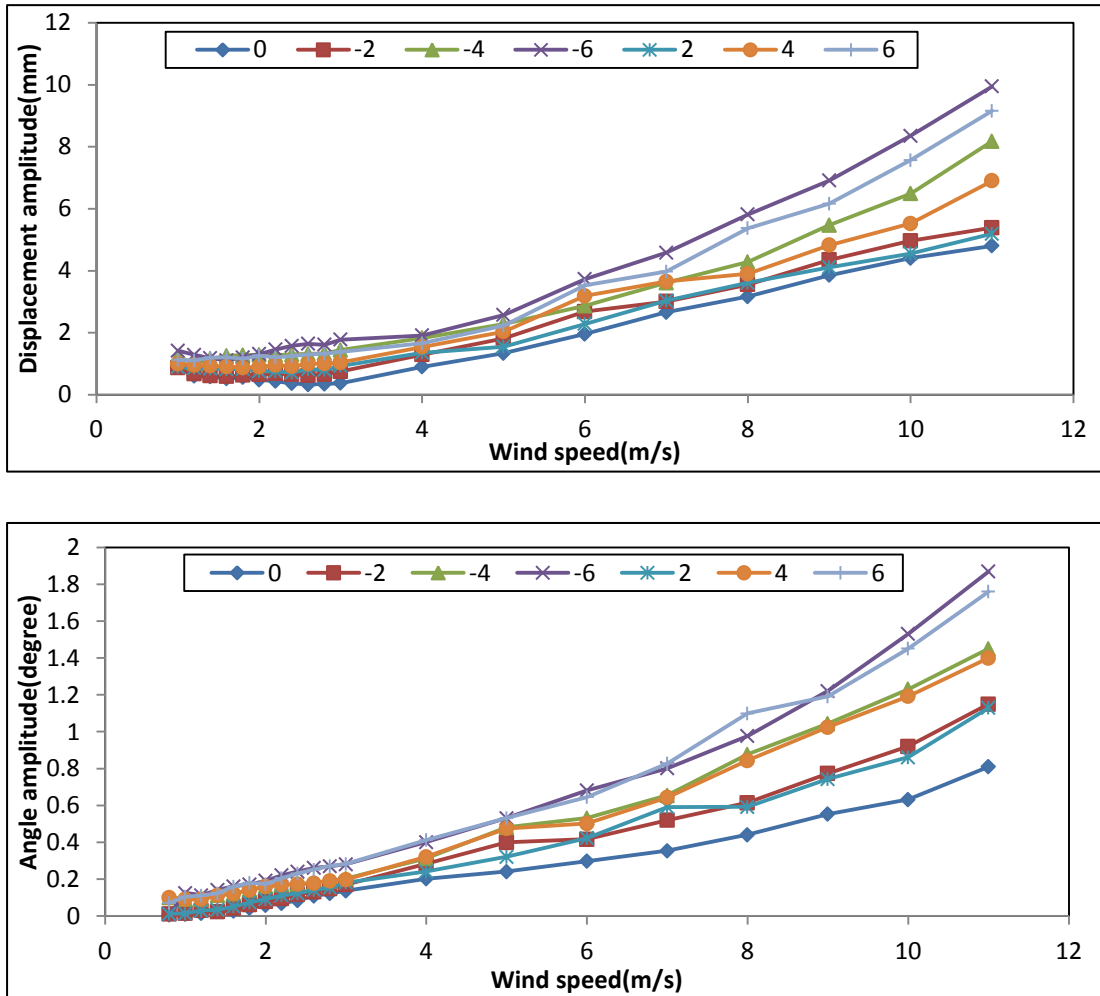 12
0 -2 -4 -6 2 4 6
10
8
6
4
2
0
Displacement amplitude(mm)
0 2 4 6 8 10 12
Wind speed(m/s)
2
0 -2 -4 -6 2 4 6
1.8
1.6
1.4
1.2
1
0.8
0.6
0.4
0.2
0
Angle amplitude(degree)
0 2 4 6 8 10 12
Wind speed(m/s)